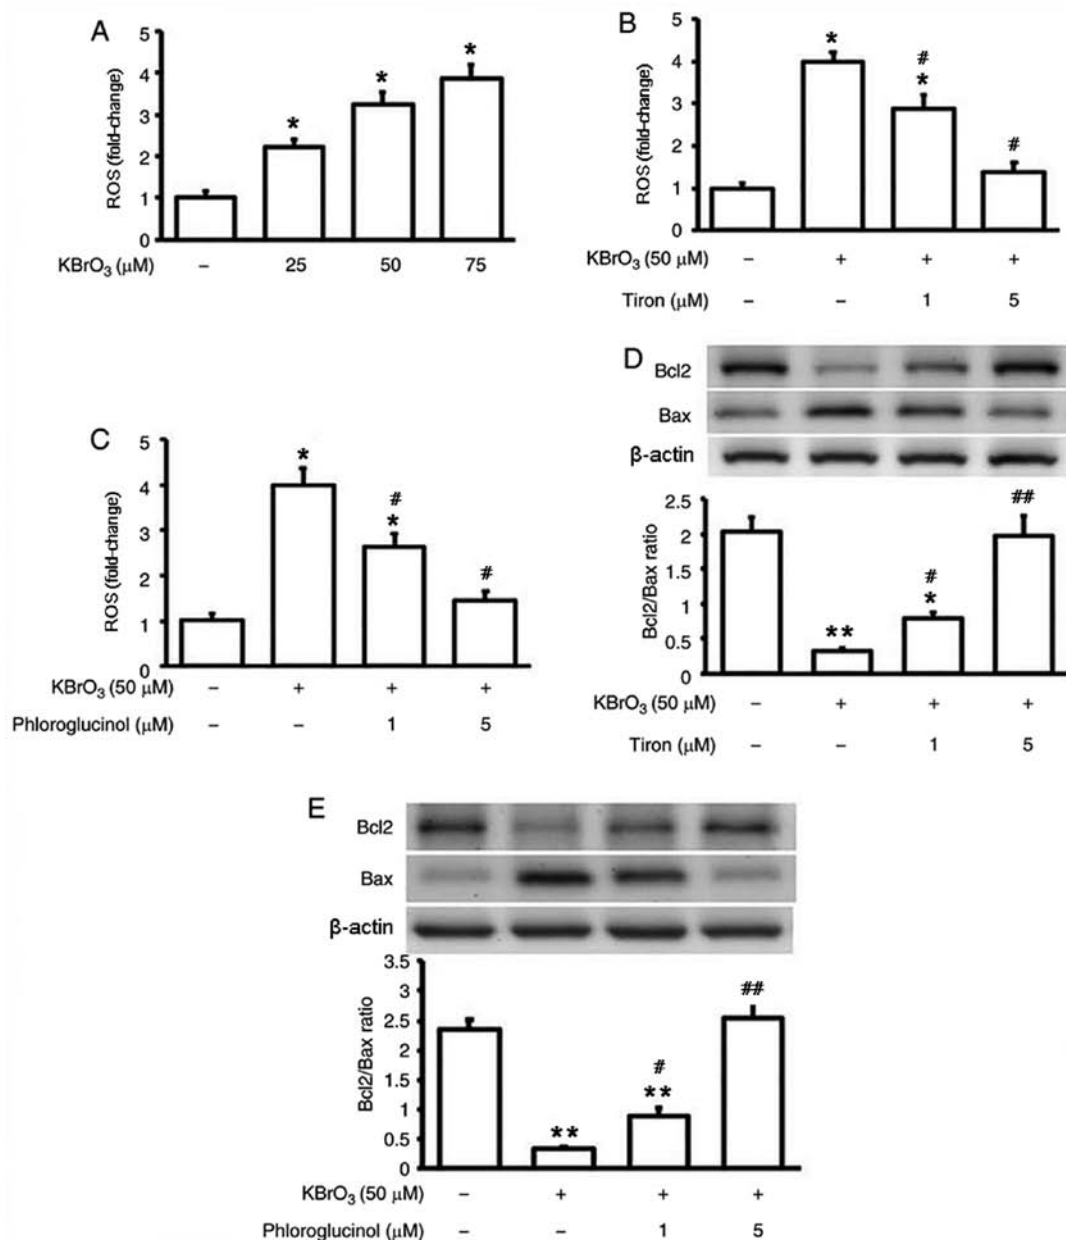 A
ROS (fold-change)
5
4
3
2
1
0
*
*
*
KBrO3 (μM)
– 25 50 75
B
ROS (fold-change)
5
4
3
2
1
0
*
#
*
#
KBrO3 (50 μM) – + + +
Tiron (μM) – – 1 5
C
ROS (fold-change)
5
4
3
2
1
0
*
#
*
#
KBrO3 (50 μM) – + + +
Phloroglucinol (μM) – – 1 5
D
Bcl2
Bax
β-actin
Bcl2/Bax ratio
2.5
2
1.5
1
0.5
0
**
#
*
##
KBrO3 (50 μM) – + + +
Tiron (μM) – – 1 5
E
Bcl2
Bax
β-actin
Bcl2/Bax ratio
3.5
3
2.5
2
1.5
1
0.5
0
**
#
**
##
KBrO3 (50 μM) – + + +
Phloroglucinol (μM) – – 1 5